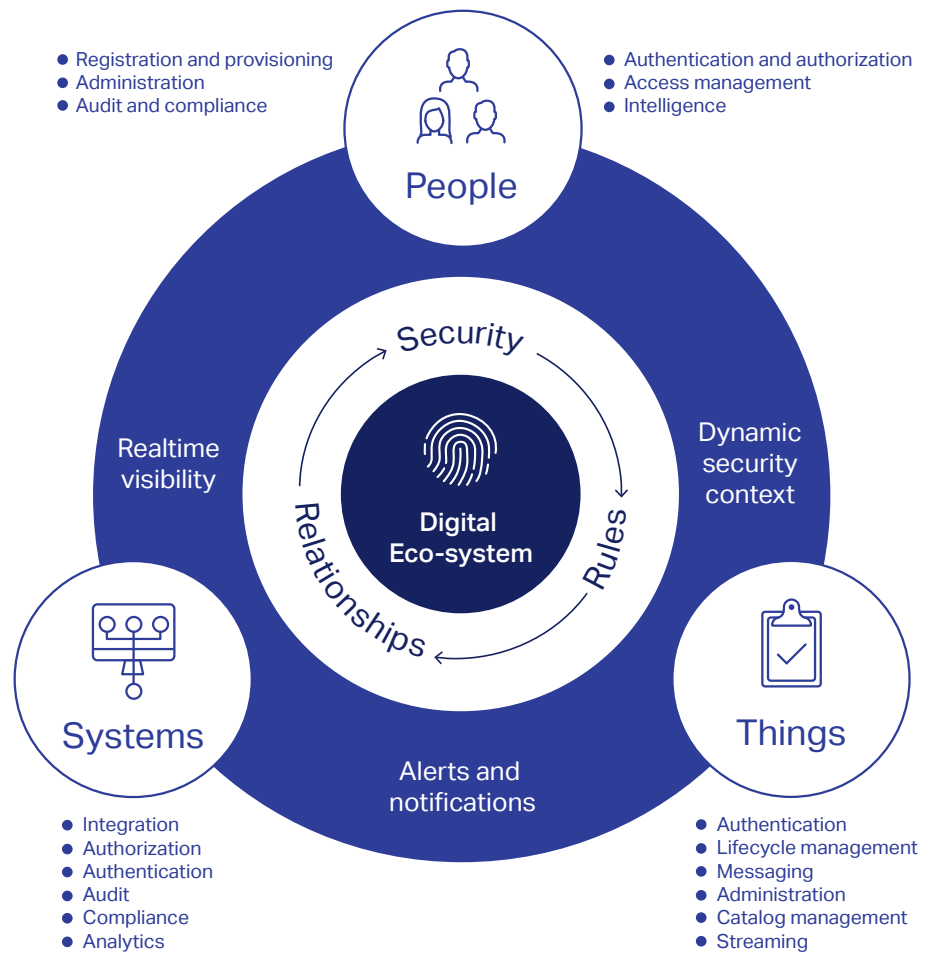 Registration and provisioning
Administration
Audit and compliance
Authentication and authorization
Access management
Intelligence
People
Security
Rules
Relationships
Digital
Eco-system
Realtime
visibility
Dynamic
security
context
Alerts and
notifications
Systems
Integration
Authorization
Authentication
Audit
Compliance
Analytics
Things
Authentication
Lifecycle management
Messaging
Administration
Catalog management
Streaming